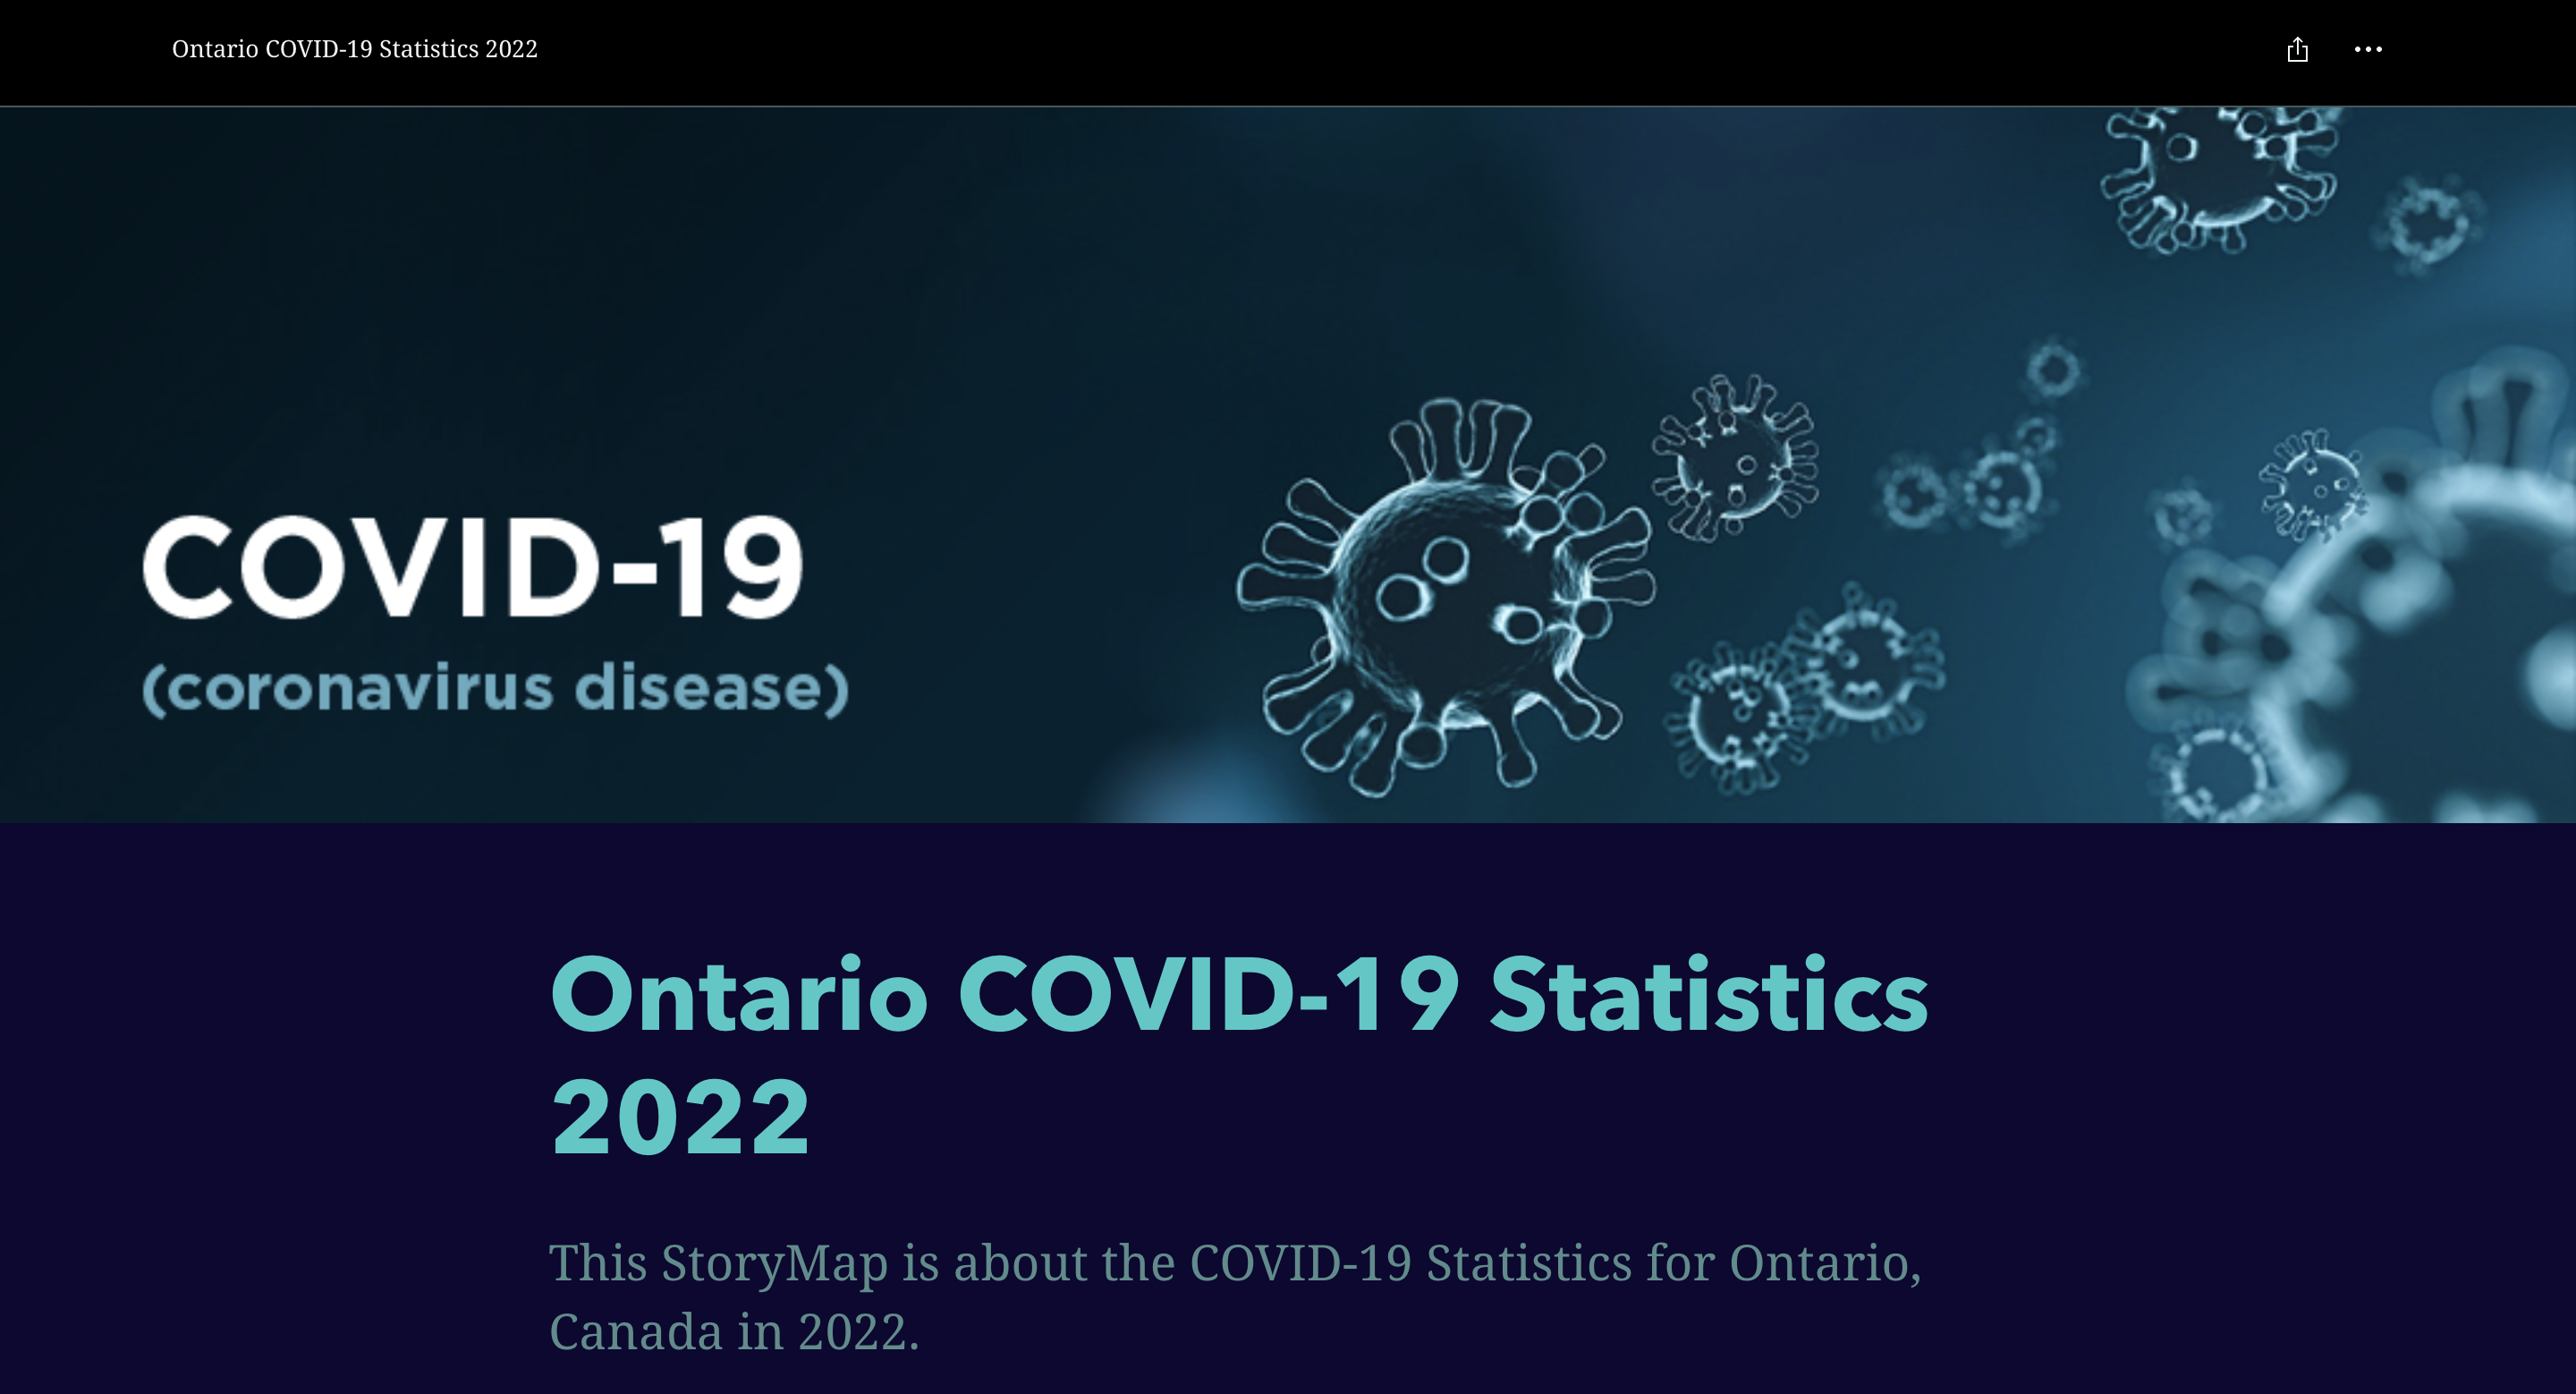 Ontario COVID-19 Statistics 2022
COVID-19
(coronavirus disease)
Ontario COVID-19 Statistics
2022
This StoryMap is about the COVID-19 Statistics for Ontario,
Canada in 2022.